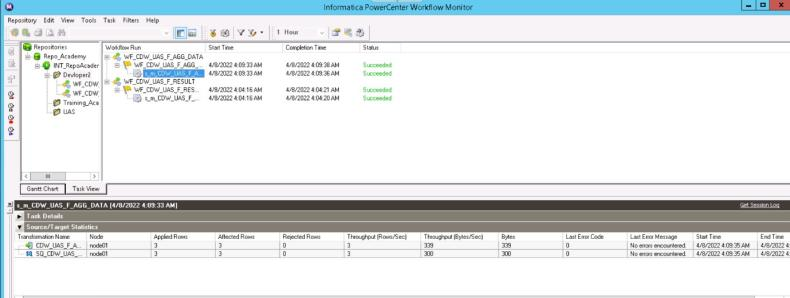 Informatica PowerCenter Workflow Monitor
Repository Edit View Tools Task Filters Help
1 Hour
Repositories
Repo_Academy
INT_RepoAcader
Devloper2
WF_CDW
WF_CDW
Training_Aca
UAS
Workflow Run Start Time Completion Time Status
WF_CDW_UAS_F_AGG_DATA
WF_CDW_UAS_F_AGG_... 4/8/2022 4:09:33 AM 4/8/2022 4:09:38 AM Succeeded
s_m_CDW_UAS_F_A... 4/8/2022 4:09:33 AM 4/8/2022 4:09:36 AM Succeeded
WF_CDW_UAS_F_RESULT
WF_CDW_UAS_F_RES... 4/8/2022 4:04:16 AM 4/8/2022 4:04:21 AM Succeeded
s_m_CDW_UAS_F_... 4/8/2022 4:04:16 AM 4/8/2022 4:04:20 AM Succeeded
Gantt Chart Task View
s_m_CDW_UAS_F_AGG_DATA [4/8/2022 4:09:33 AM] Get Session Log
Task Details
Source/Target Statistics
Transformation Name Node Applied Rows Affected Rows Rejected Rows Throughput (Rows/Sec) Throughput (Bytes/Sec) Bytes Last Error Code Last Error Message Start Time End Time
CDW_UAS_F_A... node01 3 3 0 3 339 339 0 No errors encountered. 4/8/2022 4:09:35 AM 4/8/2022 4
SQ_CDW_UAS_... node01 3 3 0 3 300 300 0 No errors encountered. 4/8/2022 4:09:35 AM 4/8/2022 4